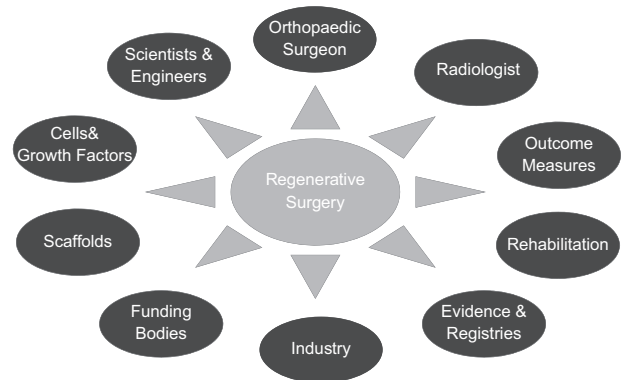 Orthopaedic
Surgeon
Scientists &
Engineers
Radiologist
Cells&
Growth Factors
Outcome
Measures
Regenerative
Surgery
Scaffolds
Rehabilitation
Funding
Bodies
Evidence &
Registries
Industry